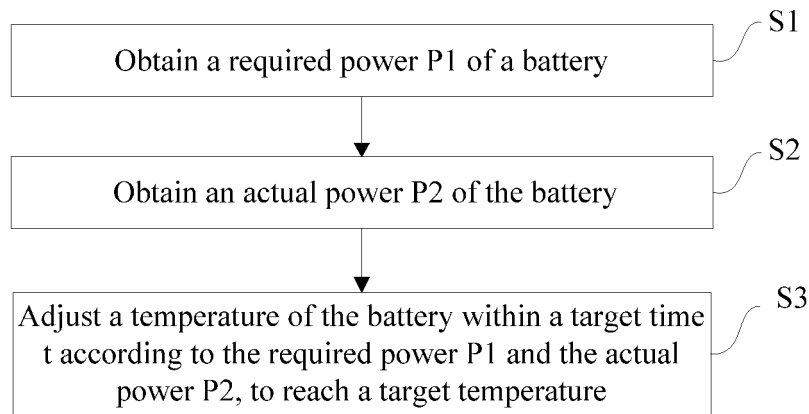 Obtain a required power P1 of a battery
S1
Obtain an actual power P2 of the battery
S2
Adjust a temperature of the battery within a target time
t according to the required power P1 and the actual
power P2, to reach a target temperature
S3